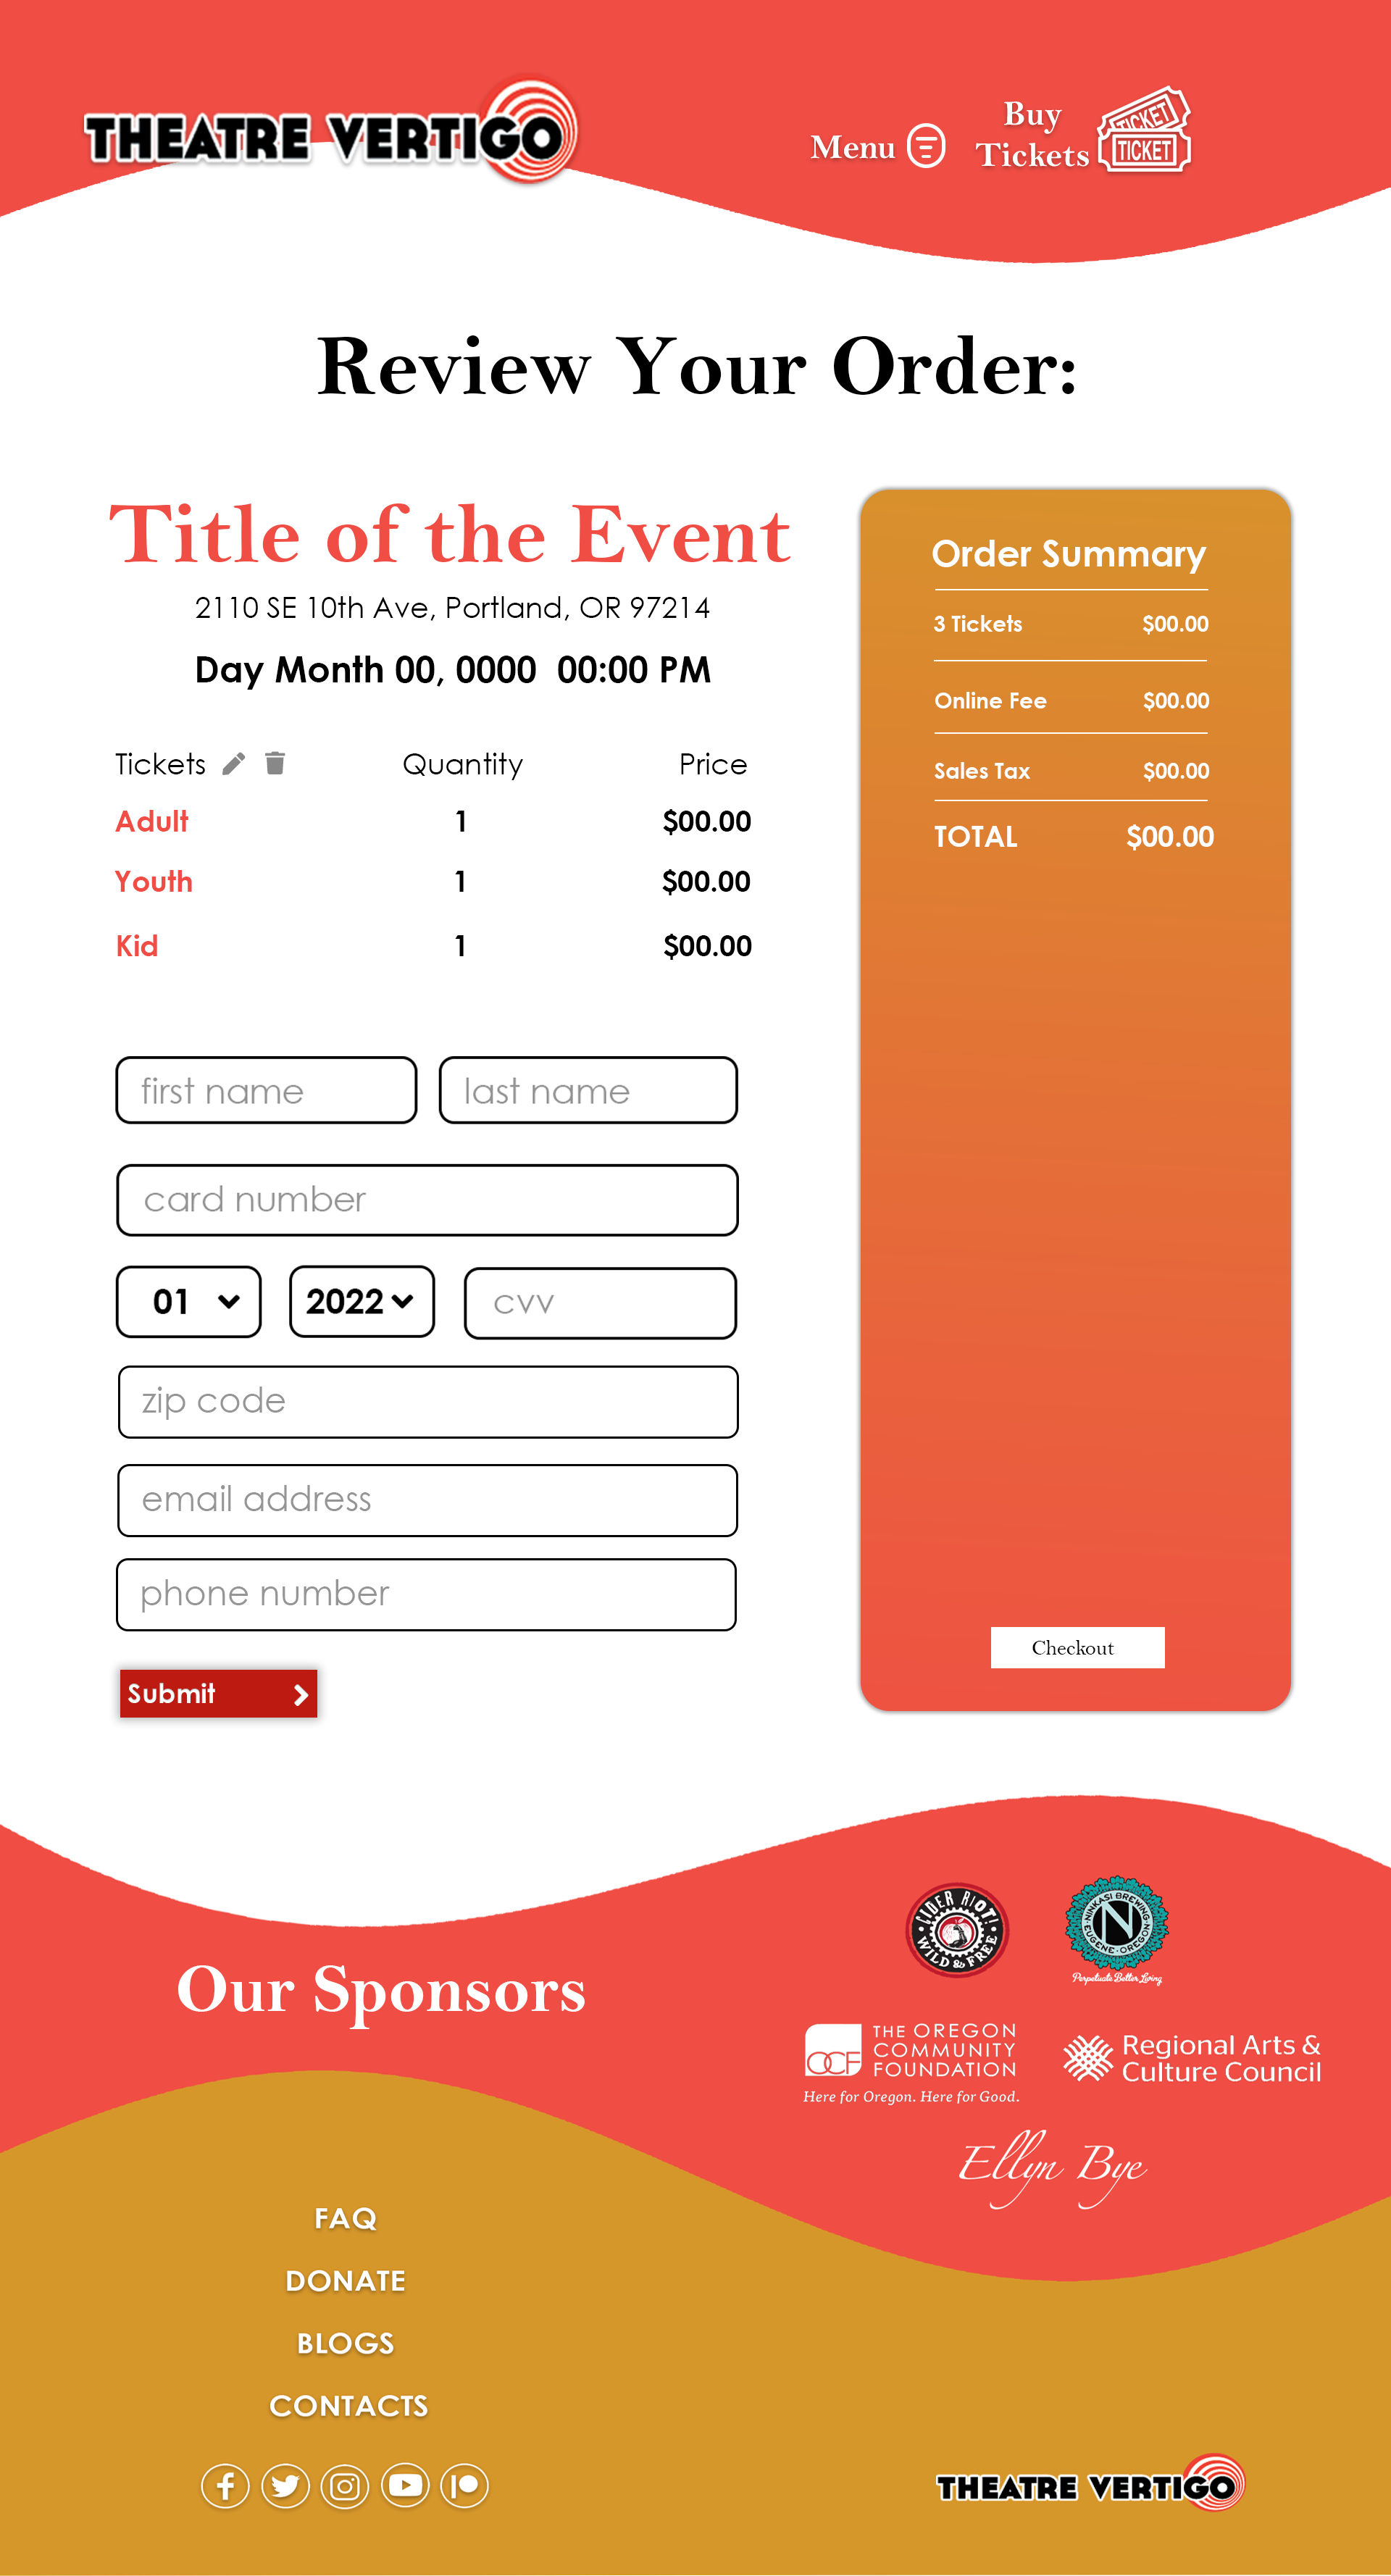 THEATRE VERTIGO
Menu
Buy
Tickets
TICKET
TICKET
Review Your Order:
Title of the Event
2110 SE 10th Ave, Portland, OR 97214
Day Month 00, 0000  00:00 PM
Tickets Quantity Price
Adult 1 $00.00
Youth 1 $00.00
Kid 1 $00.00
first name last name
card number
01 2022 cvv
zip code
email address
phone number
Submit
Order Summary
3 Tickets $00.00
Online Fee $00.00
Sales Tax $00.00
TOTAL $00.00
Checkout
Our Sponsors
CIDER RIOT!
WILD & FREE
NINKASI BREWING
N
EUGENE · OREGON
Perpetuate Better Living
OCF
THE OREGON
COMMUNITY
FOUNDATION
Here for Oregon. Here for Good.
Regional Arts &
Culture Council
Ellyn Bye
FAQ
DONATE
BLOGS
CONTACTS
THEATRE VERTIGO